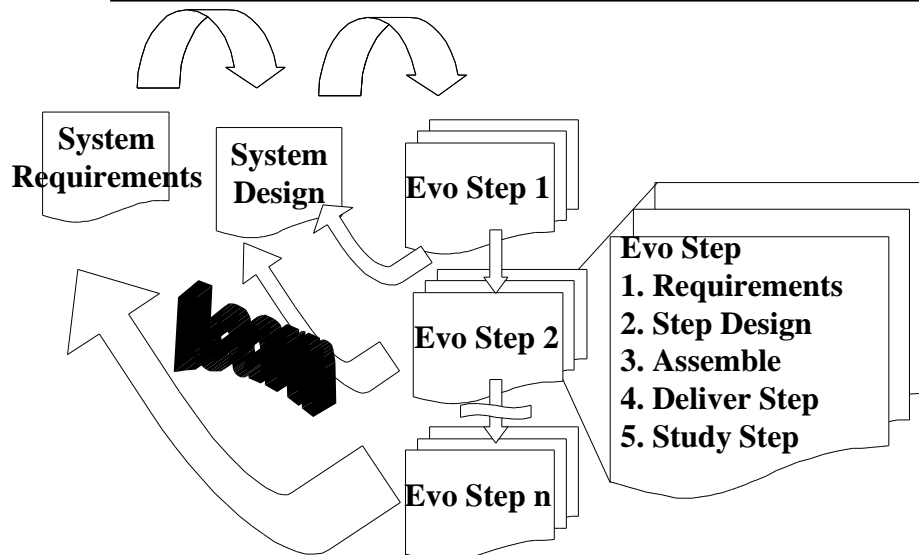 System
Requirements
System
Design
Evo Step 1
Evo Step 2
Evo Step n
Evo Step
1. Requirements
2. Step Design
3. Assemble
4. Deliver Step
5. Study Step